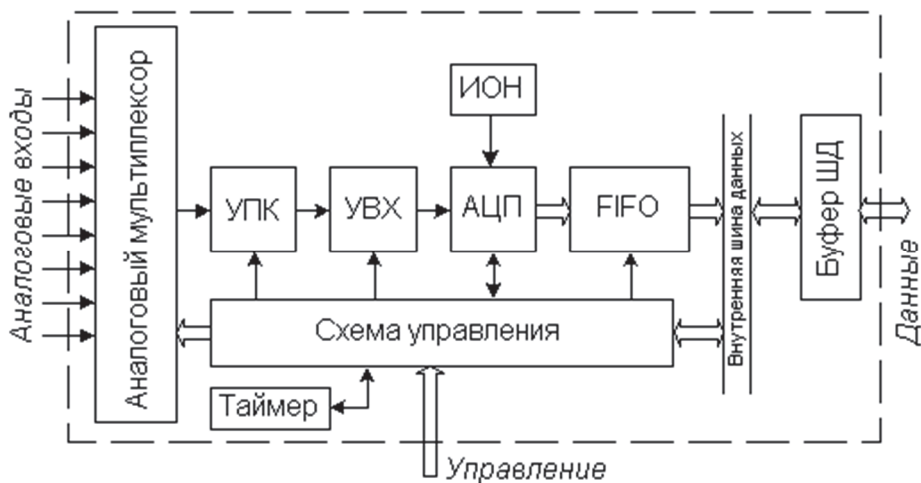 Аналоговые входы
Аналоговый мультиплексор
ИОН
УПК
УВХ
АЦП
FIFO
Внутренняя шина данных
Буфер ШД
Данные
Схема управления
Таймер
Управление